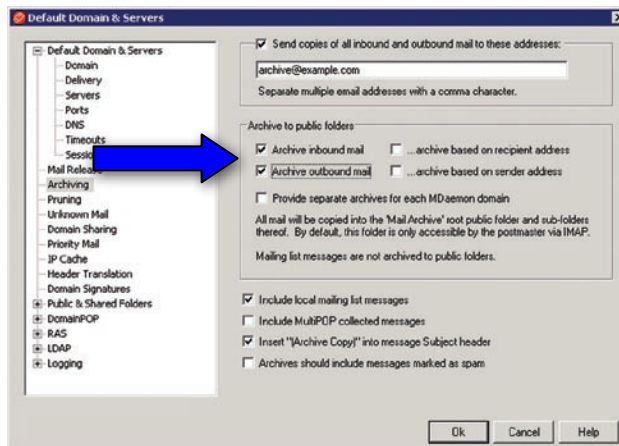 Default Domain & Servers
Default Domain & Servers
Domain
Delivery
Servers
Ports
DNS
Timeouts
Sessio
Mail Release
Archiving
Pruning
Unknown Mail
Domain Sharing
Priority Mail
IP Cache
Header Translation
Domain Signatures
Public & Shared Folders
DomainPOP
RAS
LDAP
Logging
Send copies of all inbound and outbound mail to these addresses:
archive@example.com
Separate multiple email addresses with a comma character.
Archive to public folders
Archive inbound mail ...archive based on recipient address
Archive outbound mail ...archive based on sender address
Provide separate archives for each MDaemon domain
All mail will be copied into the 'Mail Archive' root public folder and sub-folders
thereof. By default, this folder is only accessible by the postmaster via IMAP.
Mailing list messages are not archived to public folders.
Include local mailing list messages
Include MultiPOP collected messages
Insert "(Archive Copy)" into message Subject header
Archives should include messages marked as spam
Ok Cancel Help